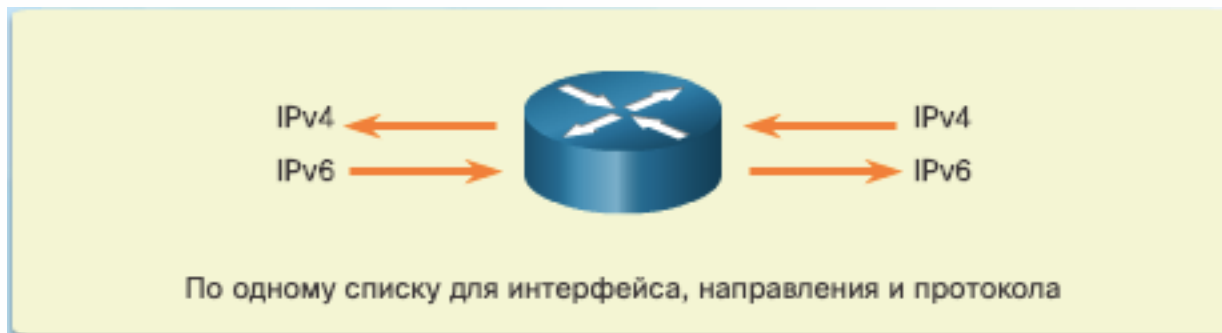 IPv4 IPv4
IPv6 IPv6
По одному списку для интерфейса, направления и протокола